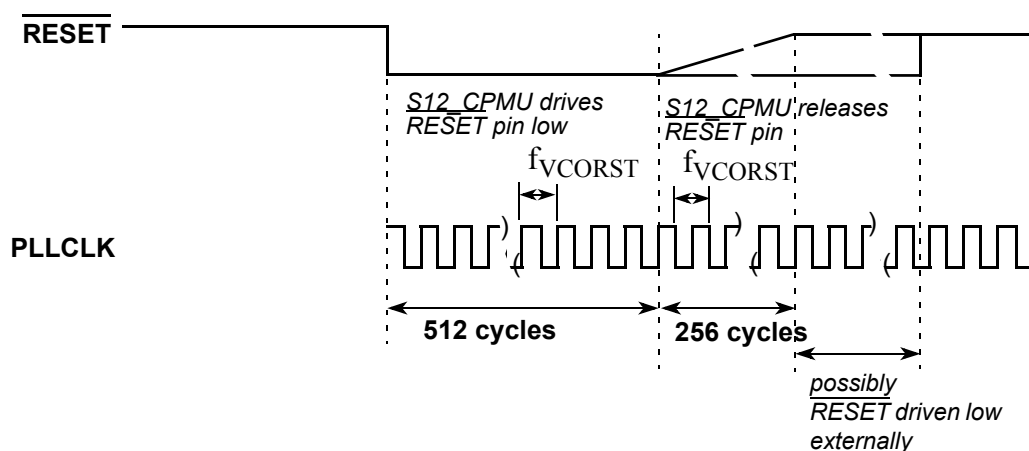 RESET
S12_CPMU drives
RESET pin low
S12_CPMU releases
RESET pin
fVCORST
fVCORST
PLLCLK
512 cycles
256 cycles
possibly
RESET driven low
externally